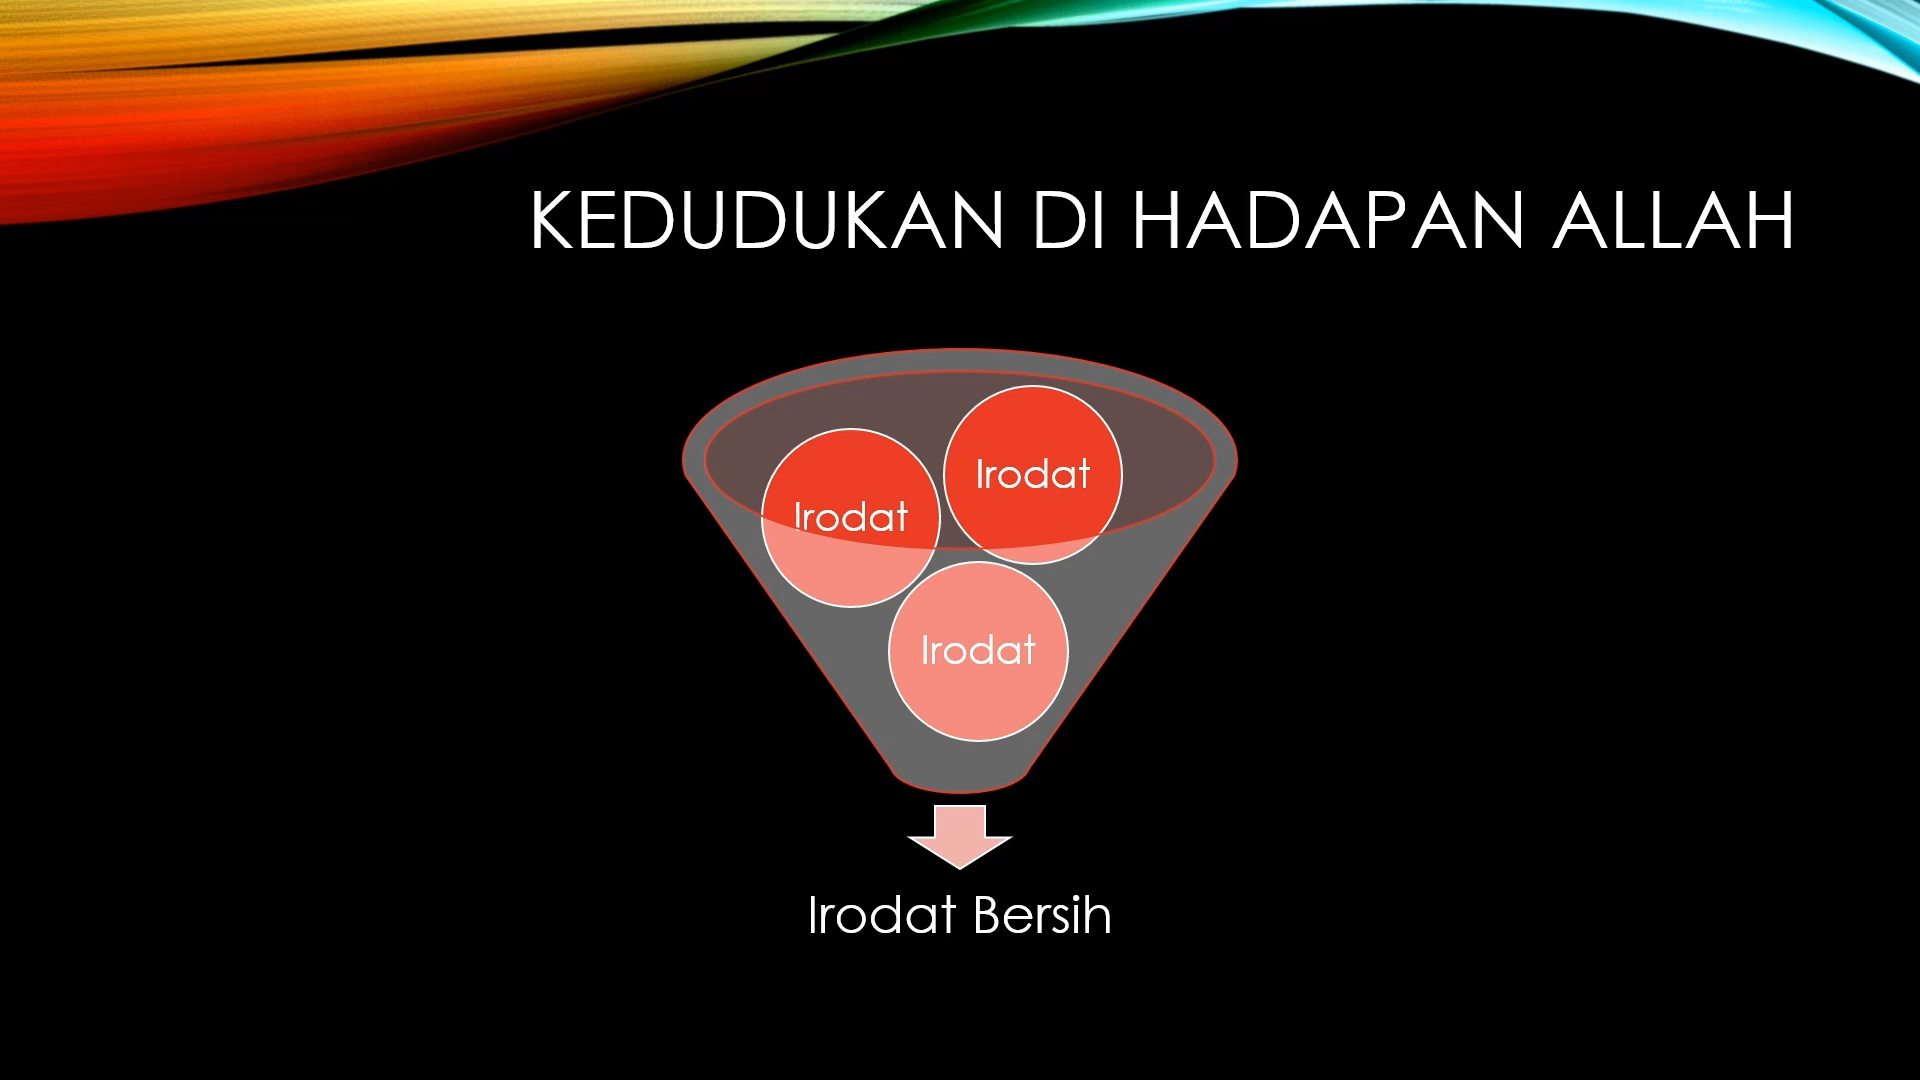 KEDUDUKAN DI HADAPAN ALLAH
Irodat
Irodat
Irodat
Irodat Bersih